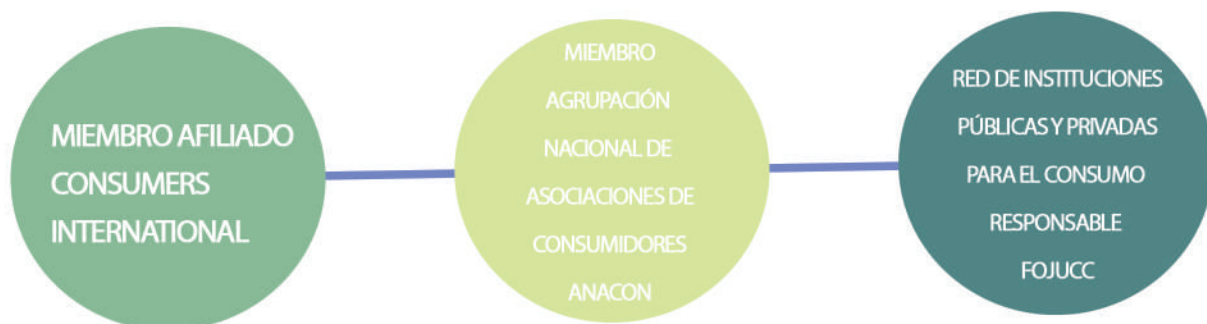 MIEMBRO AFILIADO
CONSUMERS
INTERNATIONAL
MIEMBRO
AGRUPACIÓN
NACIONAL DE
ASOCIACIONES DE
CONSUMIDORES
ANACON
RED DE INSTITUCIONES
PÚBLICAS Y PRIVADAS
PARA EL CONSUMO
RESPONSABLE
FOJUCC